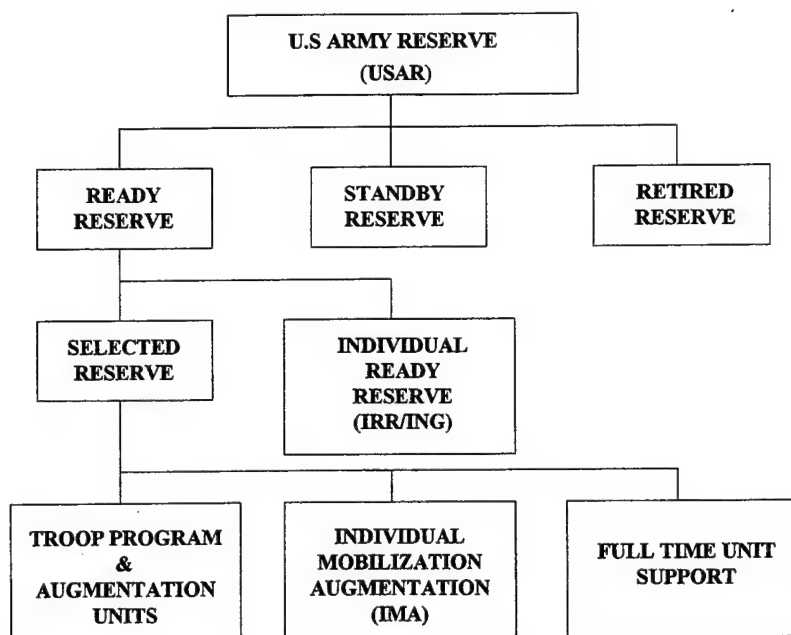 U.S ARMY RESERVE
(USAR)
READY
RESERVE
STANDBY
RESERVE
RETIRED
RESERVE
SELECTED
RESERVE
INDIVIDUAL
READY
RESERVE
(IRR/ING)
TROOP PROGRAM
&
AUGMENTATION
UNITS
INDIVIDUAL
MOBILIZATION
AUGMENTATION
(IMA)
FULL TIME UNIT
SUPPORT